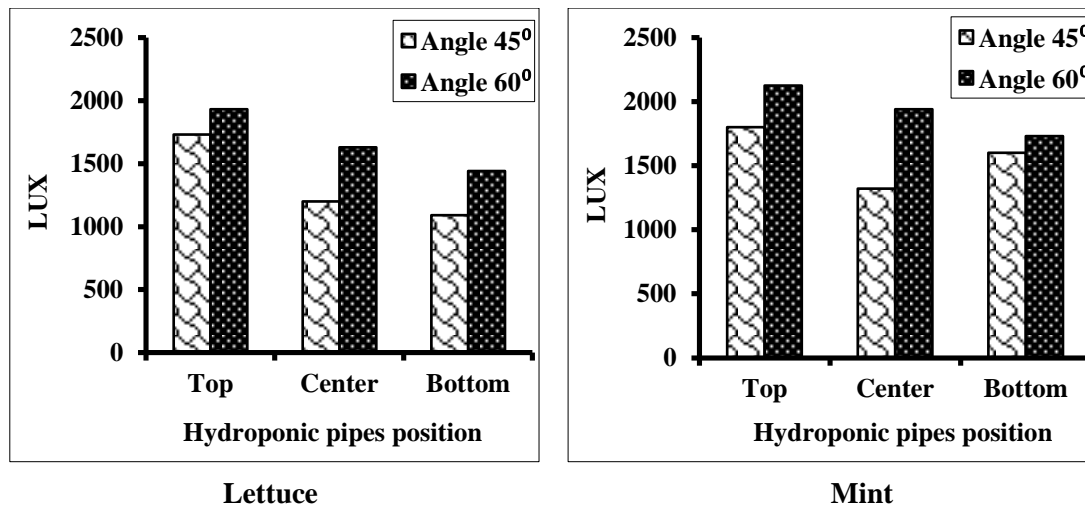 2500
2000
1500
1000
500
0
LUX
Angle 45⁰
Angle 60⁰
Top Center Bottom
Hydroponic pipes position
Lettuce
2500
2000
1500
1000
500
0
LUX
Angle 45⁰
Angle 60⁰
Top Center Bottom
Hydroponic pipes position
Mint